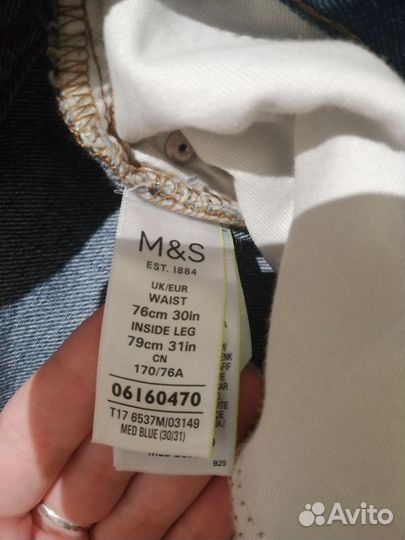 M&S
EST. 1884
UK/EUR
WAIST
76cm 30in
INSIDE LEG
79cm 31in
CN
170/76A
06160470
T17 6537M/03149
MED BLUE (30/31)
B25
Avito